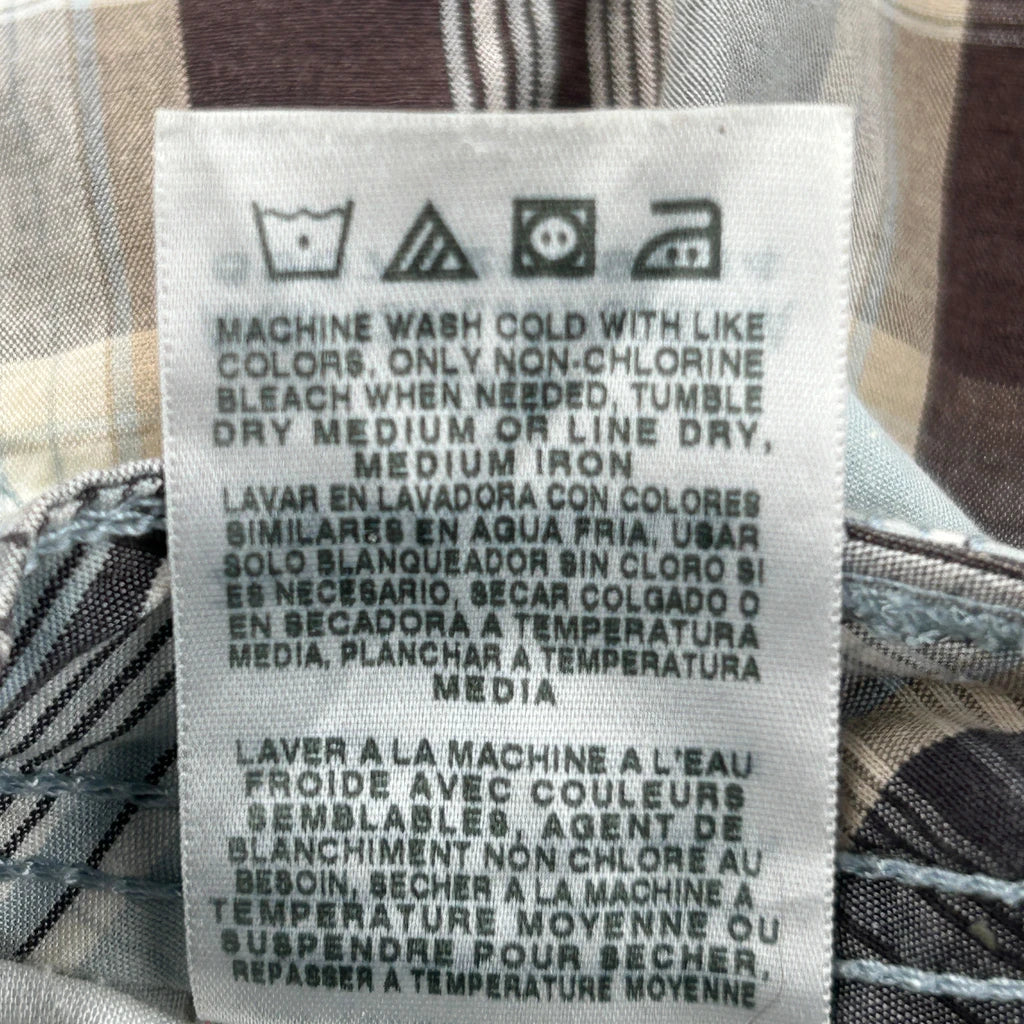 MACHINE WASH COLD WITH LIKE
COLORS. ONLY NON-CHLORINE
BLEACH WHEN NEEDED, TUMBLE
DRY MEDIUM OR LINE DRY,
MEDIUM IRON
LAVAR EN LAVADORA CON COLORES
SIMILARES EN AGUA FRIA, USAR
SOLO BLANQUEADOR SIN CLORO SI
ES NECESARIO, SECAR COLGADO O
EN SECADORA A TEMPERATURA
MEDIA, PLANCHAR A TEMPERATURA
MEDIA
LAVER A LA MACHINE A L'EAU
FROIDE AVEC COULEURS
SEMBLABLES, AGENT DE
BLANCHIMENT NON CHLORE AU
BESOIN, SECHER A LA MACHINE A
TEMPERATURE MOYENNE OU
SUSPENDRE POUR SECHER,
REPASSER A TEMPERATURE MOYENNE